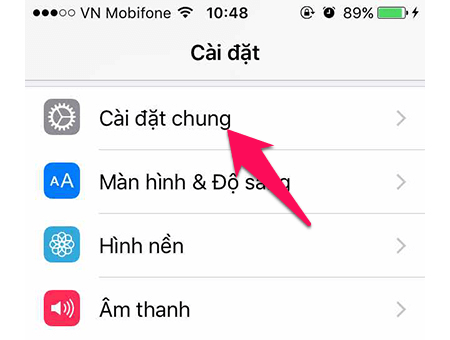 VN Mobifone 10:48 89%
Cài đặt
Cài đặt chung
AA Màn hình & Độ sáng
Hình nền
Âm thanh